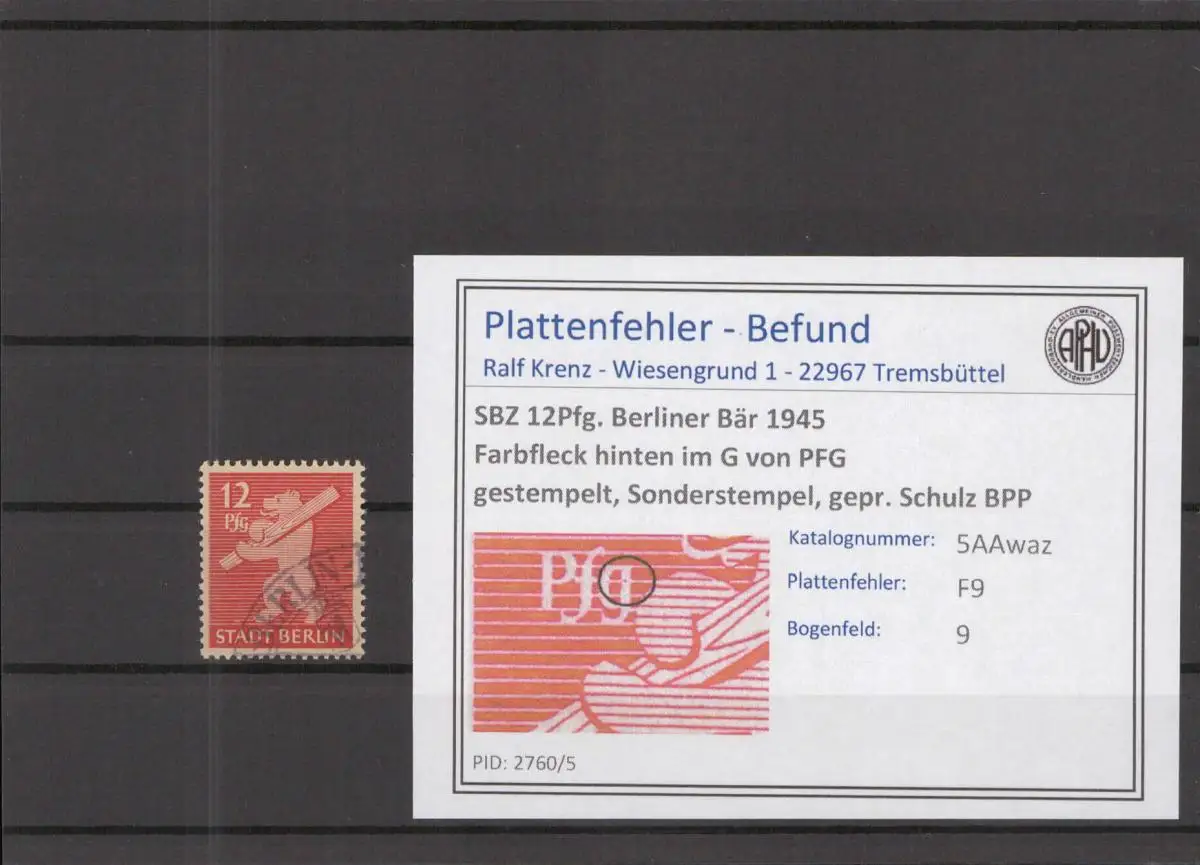 12
Pfg
STADT BERLIN
Plattenfehler - Befund
Ralf Krenz - Wiesengrund 1 - 22967 Tremsbüttel
APHV
SBZ 12Pfg. Berliner Bär 1945
Farbfleck hinten im G von PFG
gestempelt, Sonderstempel, gepr. Schulz BPP
Pfg
Katalognummer: 5AAwaz
Plattenfehler: F9
Bogenfeld: 9
PID: 2760/5